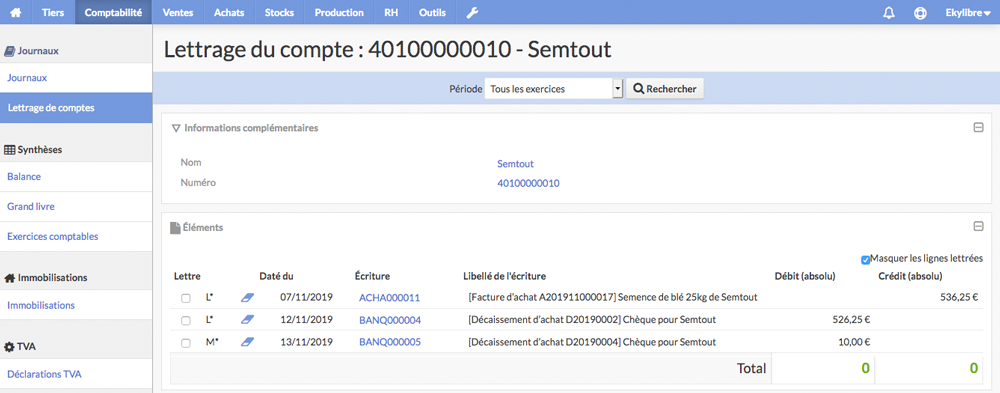 Tiers Comptabilité Ventes Achats Stocks Production RH Outils Ekylibre
Journaux
Journaux
Lettrage de comptes
Synthèses
Balance
Grand livre
Exercices comptables
Immobilisations
Immobilisations
TVA
Déclarations TVA
Lettrage du compte : 40100000010 - Semtout
Période Tous les exercices Rechercher
Informations complémentaires
Nom Semtout
Numéro 40100000010
Éléments
Masquer les lignes lettrées
Lettre Daté du Écriture Libellé de l'écriture Débit (absolu) Crédit (absolu)
L* 07/11/2019 ACHA000011 [Facture d'achat A201911000017] Semence de blé 25kg de Semtout 536,25 €
L* 12/11/2019 BANQ000004 [Décaissement d'achat D20190002] Chèque pour Semtout 526,25 €
M* 13/11/2019 BANQ000005 [Décaissement d'achat D20190004] Chèque pour Semtout 10,00 €
Total 0 0